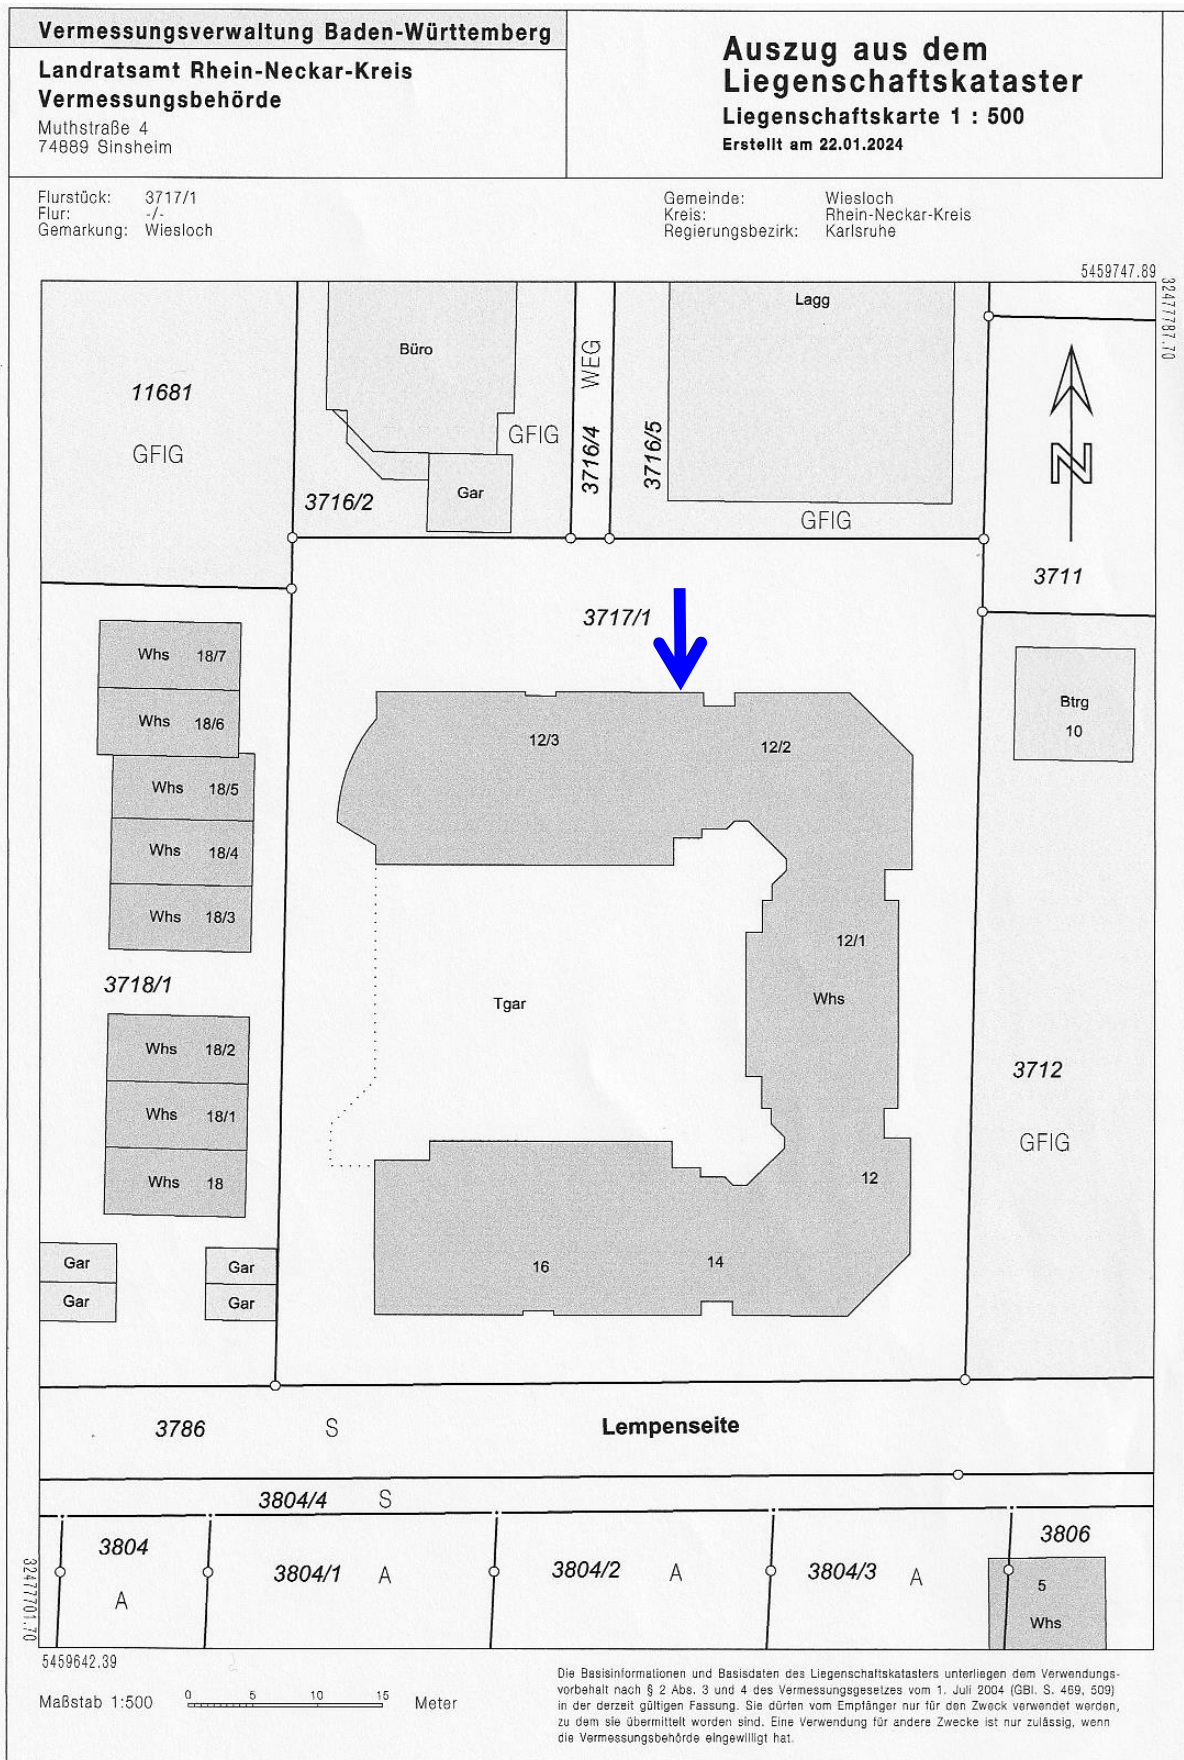 Vermessungsverwaltung Baden-Württemberg
Landratsamt Rhein-Neckar-Kreis
Vermessungsbehörde
Muthstraße 4
74889 Sinsheim
Auszug aus dem
Liegenschaftskataster
Liegenschaftskarte 1 : 500
Erstellt am 22.01.2024
Flurstück: 3717/1
Flur: -/-
Gemarkung: Wiesloch
Gemeinde: Wiesloch
Kreis: Rhein-Neckar-Kreis
Regierungsbezirk: Karlsruhe
5459747.89
32477787.70
Lagg
Büro
WEG
11681
GFIG
GFIG
3716/4
3716/5
N
3716/2
Gar
GFIG
3711
3717/1
Whs 18/7
Whs 18/6
Whs 18/5
Whs 18/4
Whs 18/3
12/3
12/2
Btrg
10
12/1
Whs
Tgar
3718/1
Whs 18/2
Whs 18/1
Whs 18
3712
GFIG
12
14
16
Gar
Gar
Gar
Gar
3786 S Lempenseite
3804/4 S
3804
A
3804/1 A
3804/2 A
3804/3 A
3806
5
Whs
32477701.70
5459642.39
Maßstab 1:500 0 5 10 15 Meter
Die Basisinformationen und Basisdaten des Liegenschaftskatasters unterliegen dem Verwendungs-
vorbehalt nach § 2 Abs. 3 und 4 des Vermessungsgesetzes vom 1. Juli 2004 (GBl. S. 469, 509)
in der derzeit gültigen Fassung. Sie dürfen vom Empfänger nur für den Zweck verwendet werden,
zu dem sie übermittelt worden sind. Eine Verwendung für andere Zwecke ist nur zulässig, wenn
die Vermessungsbehörde eingewilligt hat.